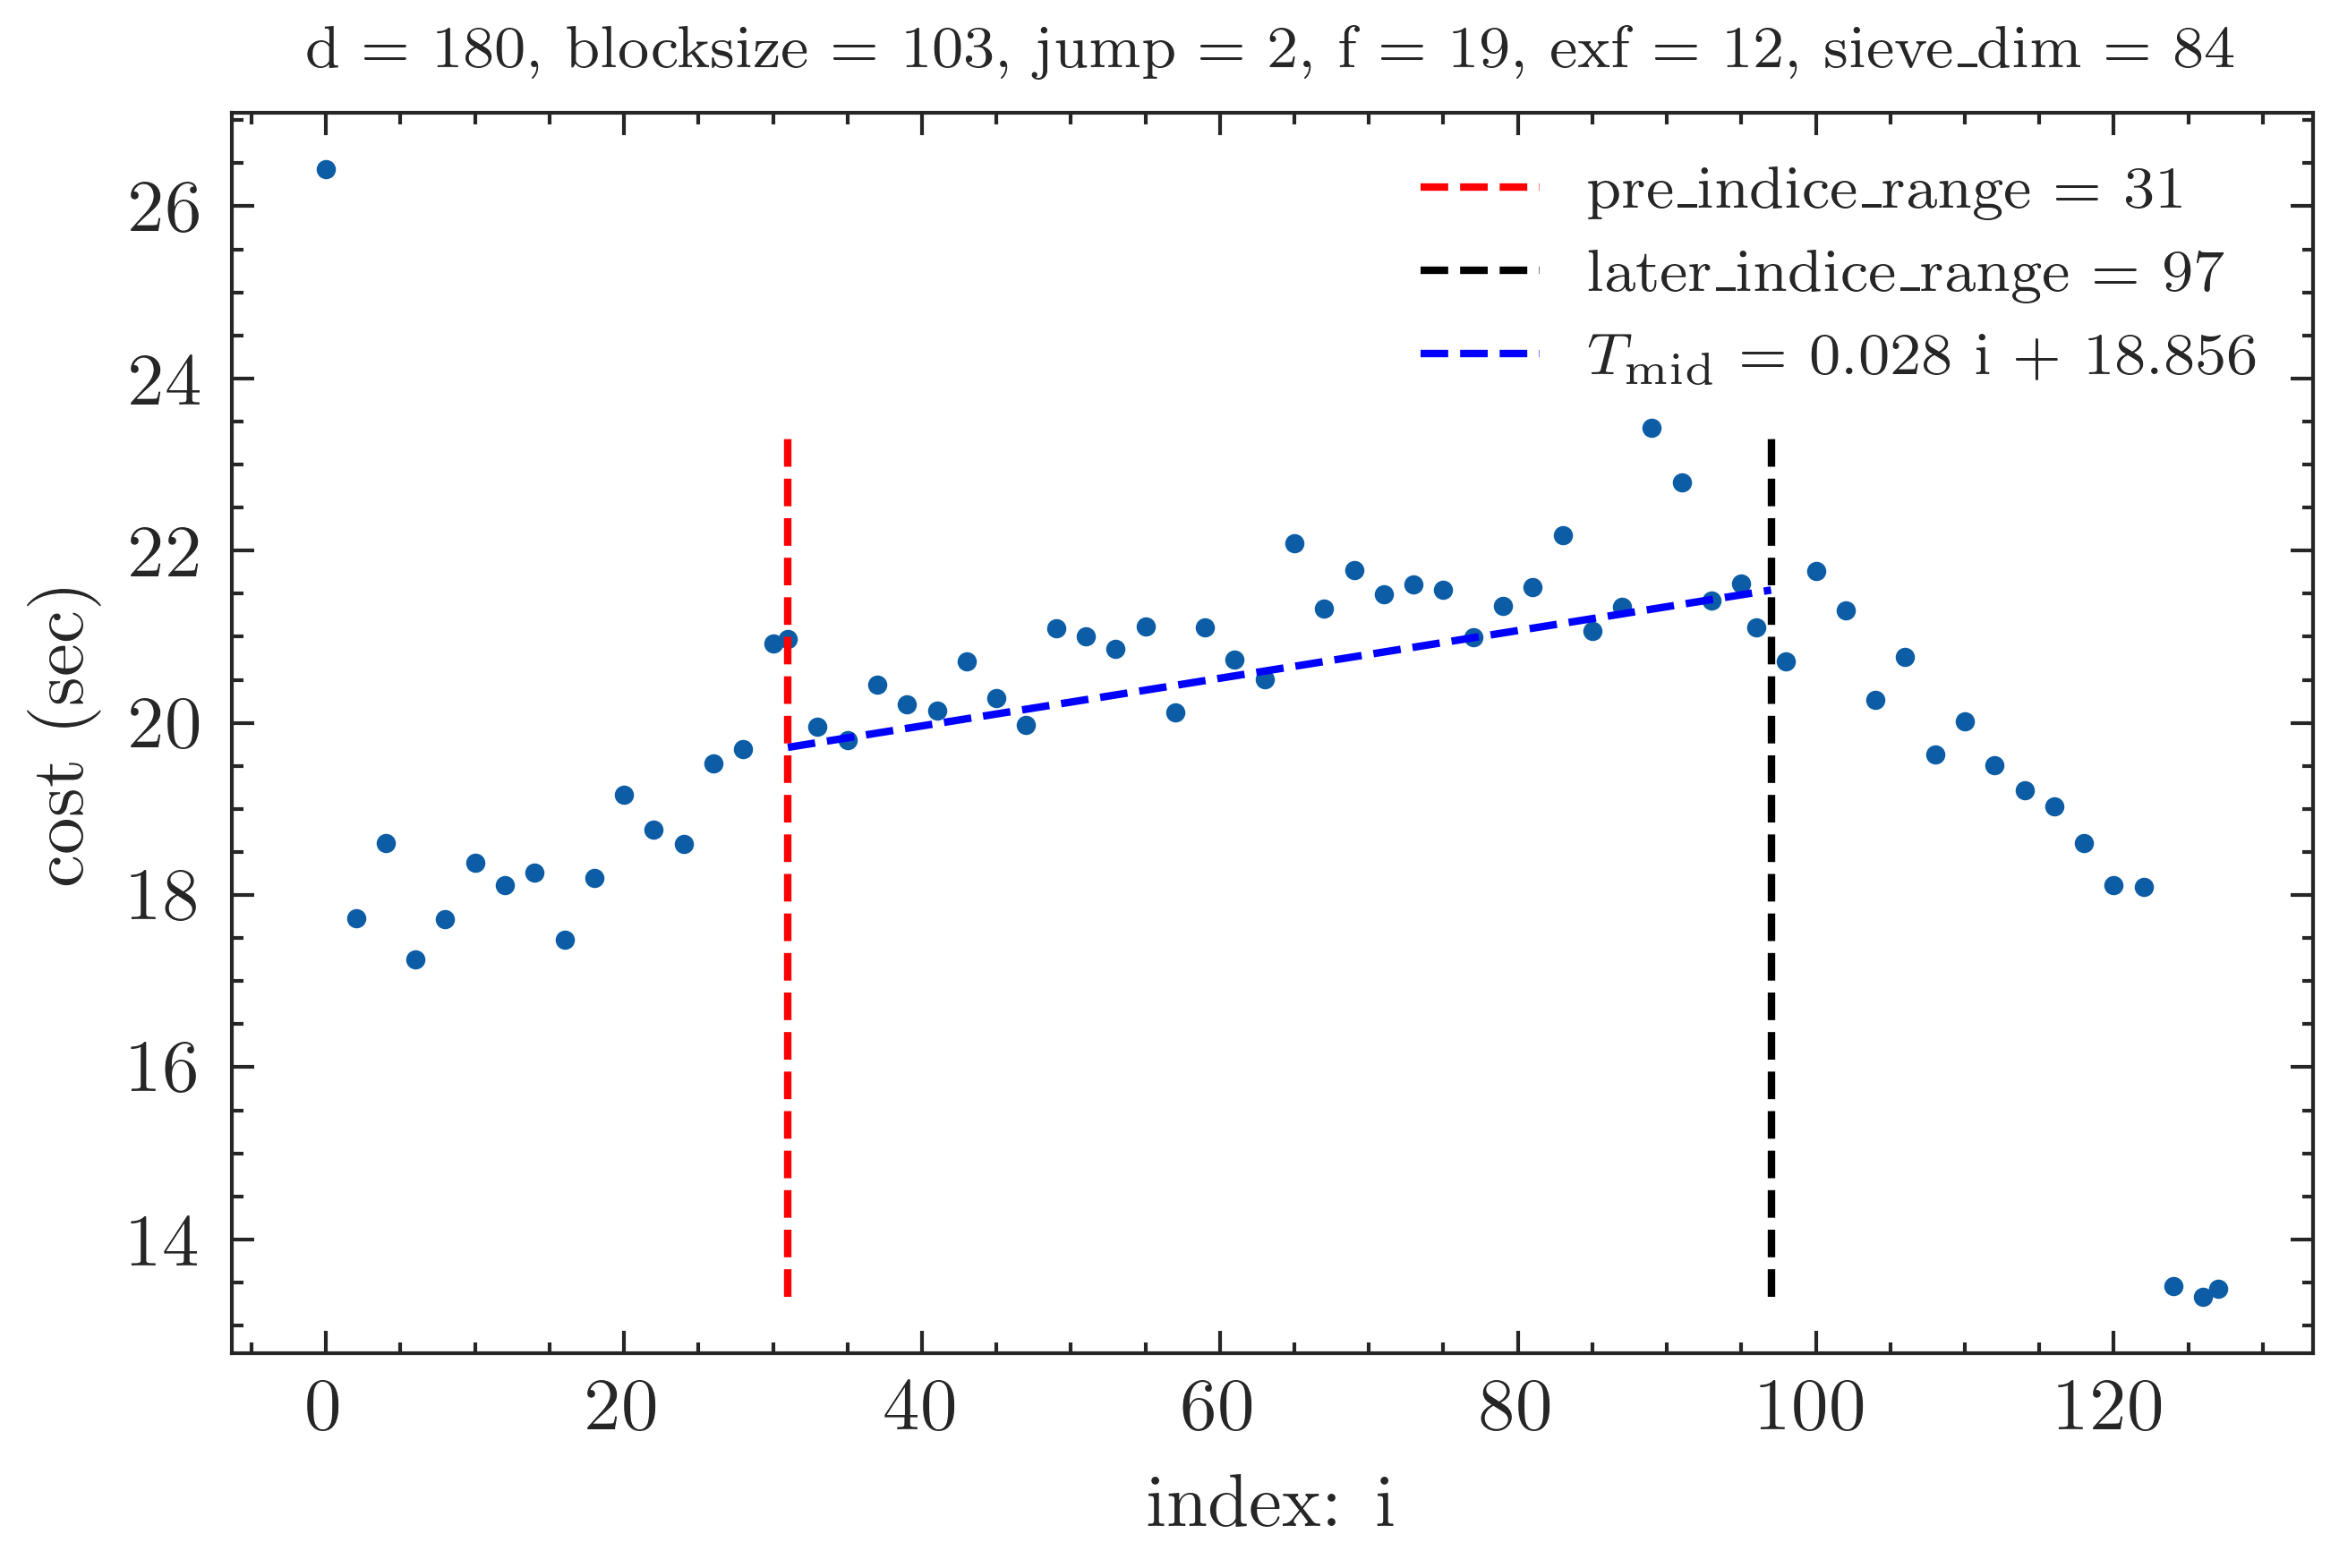 d = 180, blocksize = 103, jump = 2, f = 19, exf = 12, sieve_dim = 84
pre_indice_range = 31
later_indice_range = 97
T_mid = 0.028 i + 18.856
cost (sec)
26
24
22
20
18
16
14
0 20 40 60 80 100 120
index: i